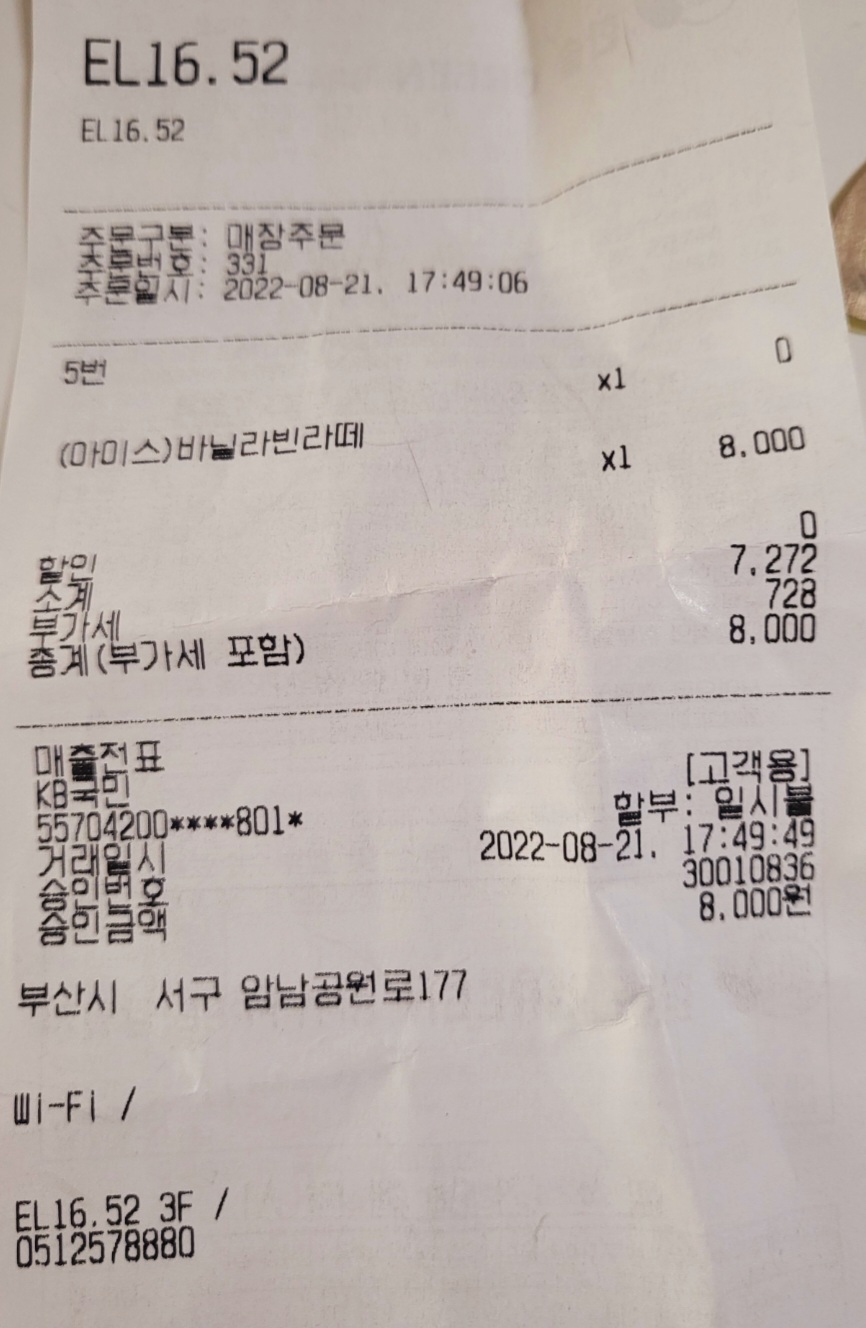 EL16.52
EL16.52
주문구분: 매장주문
주문번호: 331
주문일시: 2022-08-21. 17:49:06
5번 x1 0
(아이스)바닐라빈라떼 x1 8,000
할인 0
소계 7,272
부가세 728
총계(부가세 포함) 8,000
매출전표 [고객용]
KB국민 할부: 일시불
55704200****801*
거래일시 2022-08-21. 17:49:49
승인번호 30010836
승인금액 8,000원
부산시 서구 암남공원로177
Wi-Fi /
EL16.52 3F /
0512578880